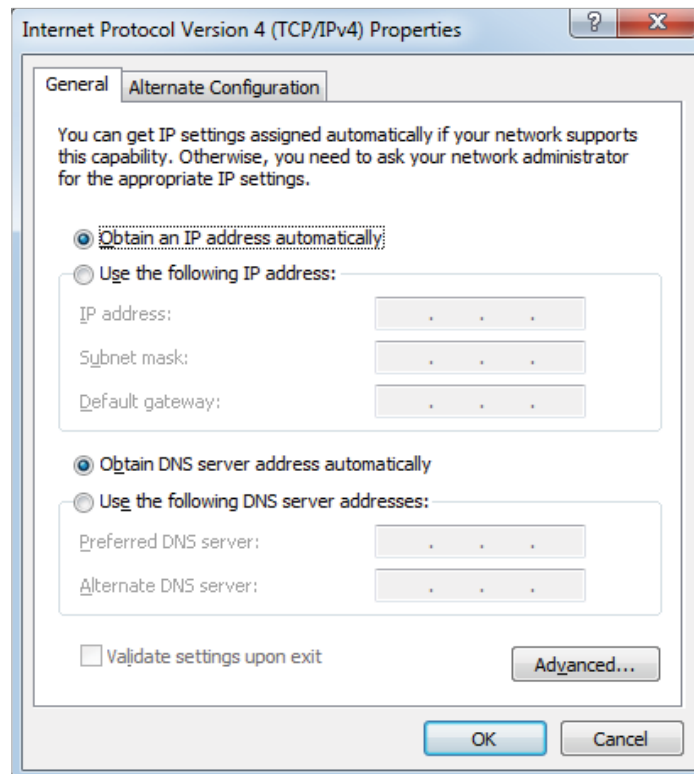 Internet Protocol Version 4 (TCP/IPv4) Properties
General
Alternate Configuration
You can get IP settings assigned automatically if your network supports
this capability. Otherwise, you need to ask your network administrator
for the appropriate IP settings.
Obtain an IP address automatically
Use the following IP address:
IP address:
Subnet mask:
Default gateway:
Obtain DNS server address automatically
Use the following DNS server addresses:
Preferred DNS server:
Alternate DNS server:
Validate settings upon exit
Advanced...
OK
Cancel